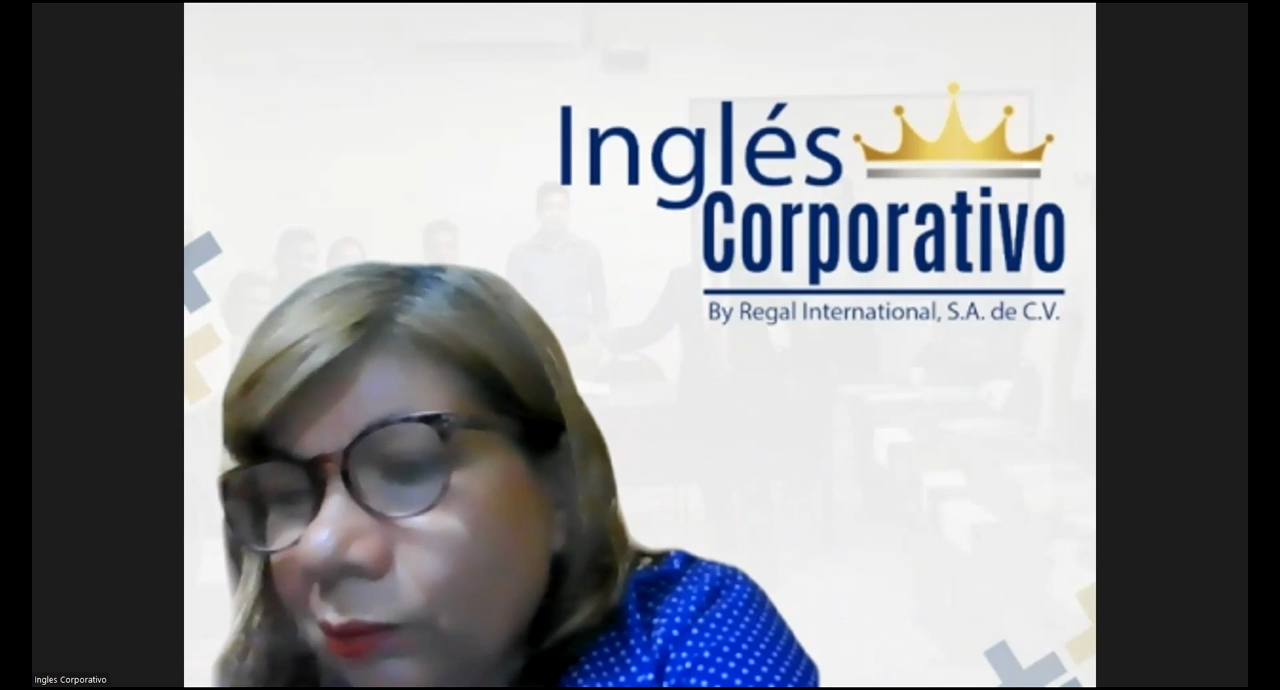 Inglés
Corporativo
By Regal International, S.A. de C.V.
Ingles Corporativo